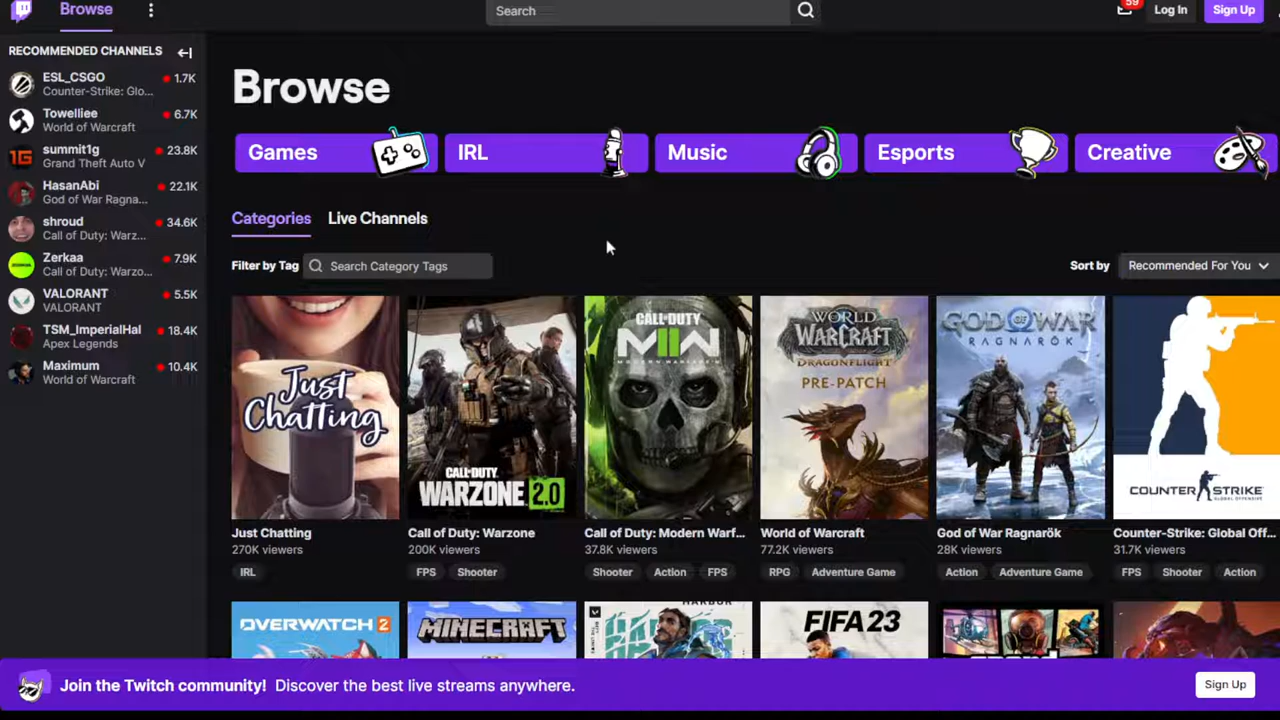 Browse
Search
59
Log In
Sign Up
RECOMMENDED CHANNELS
ESL_CSGO
1.7K
Counter-Strike: Glo...
Towelliee
6.7K
World of Warcraft
summit1g
23.8K
Grand Theft Auto V
HasanAbi
22.1K
God of War Ragna...
shroud
34.6K
Call of Duty: Warz...
Zerkaa
7.9K
Call of Duty: Warzo...
VALORANT
5.5K
VALORANT
TSM_ImperialHal
18.4K
Apex Legends
Maximum
10.4K
World of Warcraft
Browse
Games
IRL
Music
Esports
Creative
Categories
Live Channels
Filter by Tag
Search Category Tags
Sort by
Recommended For You
Just
Chatting
CALL OF DUTY
WARZONE 2.0
CALL OF DUTY
MWII
MODERN WARFARE
WORLD
OF
WARCRAFT
DRAGONFLIGHT
PRE-PATCH
GOD OF WAR
RAGNARÖK
COUNTER STRIKE
GLOBAL OFFENSIVE
Just Chatting
270K viewers
IRL
Call of Duty: Warzone
200K viewers
FPS
Shooter
Call of Duty: Modern Warf...
37.8K viewers
Shooter
Action
FPS
World of Warcraft
77.2K viewers
RPG
Adventure Game
God of War Ragnarök
28K viewers
Action
Adventure Game
Counter-Strike: Global Off...
31.7K viewers
FPS
Shooter
Action
OVERWATCH 2
MINECRAFT
HARBOR
FIFA 23
Join the Twitch community! Discover the best live streams anywhere.
Sign Up